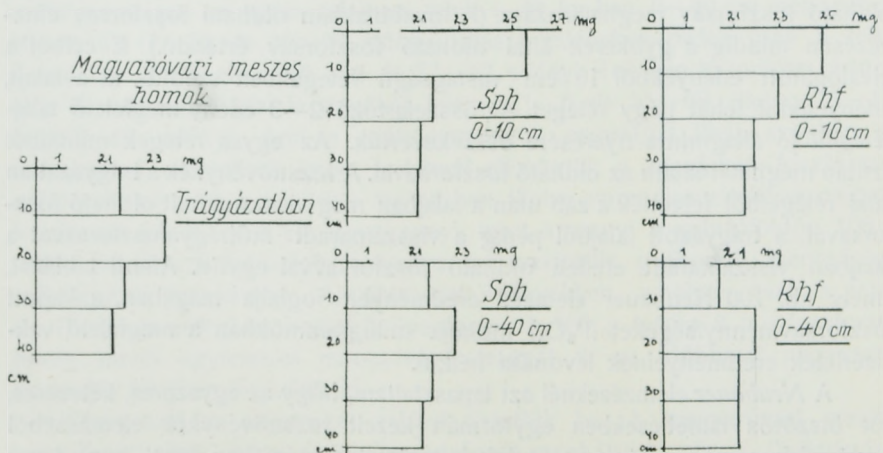 Magyaróvári meszes
homok
0 1 21 23 mg
10
20
30
40
cm
Trágyázatlan
0 1 21 23 25 27 mg
10
20
30
40
cm
Sph
0-10 cm
0 1 21 23 25 mg
10
20
30
40
cm
Rhf
0-10 cm
0 1 21 23 mg
10
20
30
40
cm
Sph
0-40 cm
0 1 21 mg
10
20
30
40
cm
Rhf
0-40 cm